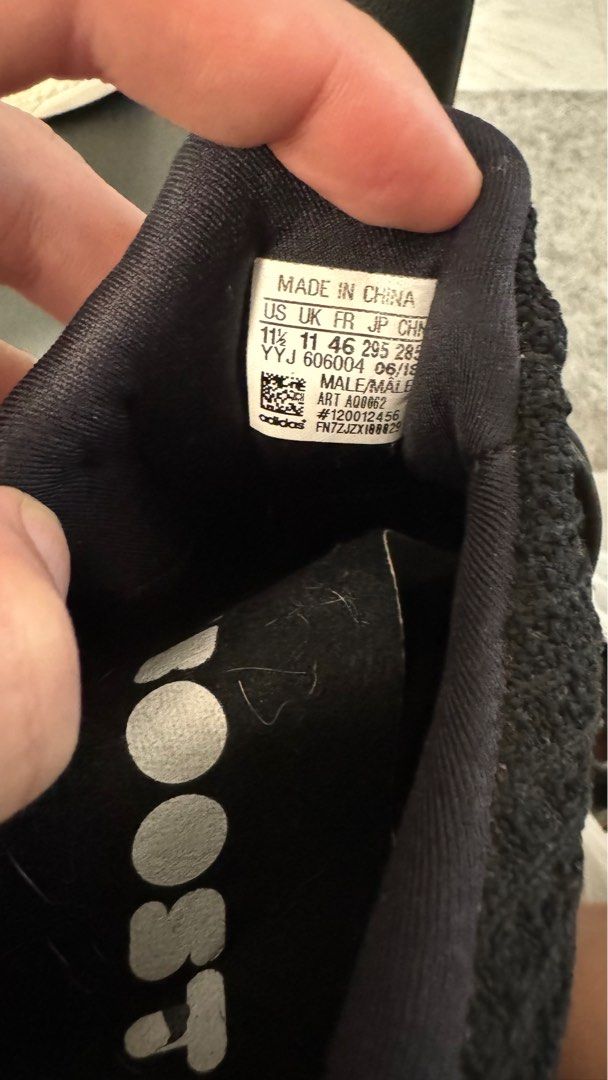 MADE IN CHINA
US UK FR JP CHN
11½ 11 46 295 285
YYJ 606004 06/18
MALE/MÂLE
ART AQ0062
#120012456
adidas
OOST